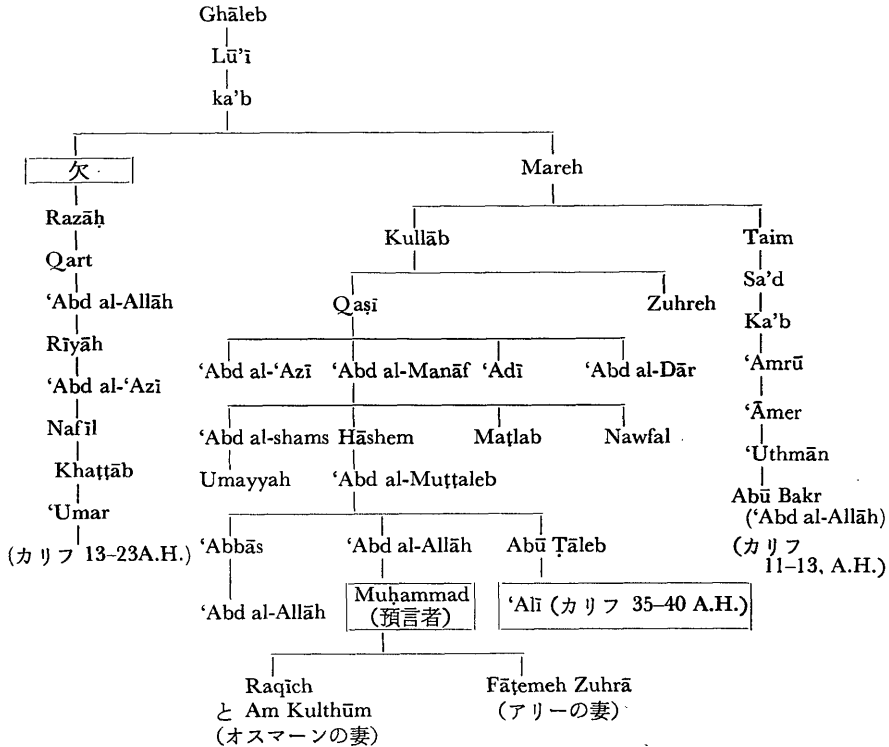 Ghāleb
Lū'ī
ka'b
欠
Mareh
Razāḥ
Kullāb
Taim
Qart
Sa'd
'Abd al-Allāh
Qaṣī
Zuhreh
Ka'b
Rīyāh
'Abd al-'Azī
'Abd al-Manāf
'Adī
'Abd al-Dār
'Amrū
'Abd al-'Azī
'Āmer
Nafīl
'Abd al-shams
Hāshem
Maṭlab
Nawfal
'Uthmān
Khaṭṭāb
Umayyah
'Abd al-Muṭṭaleb
Abū Bakr
('Abd al-Allāh)
'Umar
(カリフ 13–23A.H.)
'Abbās
'Abd al-Allāh
Abū Ṭāleb
(カリフ
11–13, A.H.)
'Abd al-Allāh
Muḥammad
(預言者)
'Alī (カリフ 35–40 A.H.)
Raqīch
と Am Kulthūm
(オスマーンの妻)
Fāṭemeh Zuhrā
(アリーの妻)